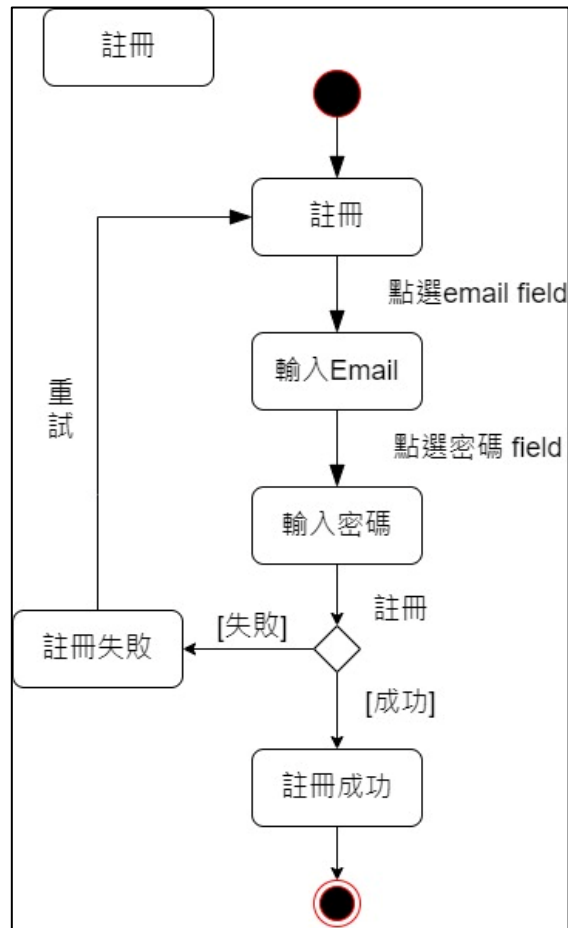 註冊
註冊
點選email field
輸入Email
點選密碼 field
輸入密碼
註冊
[失敗]
註冊失敗
重
試
[成功]
註冊成功